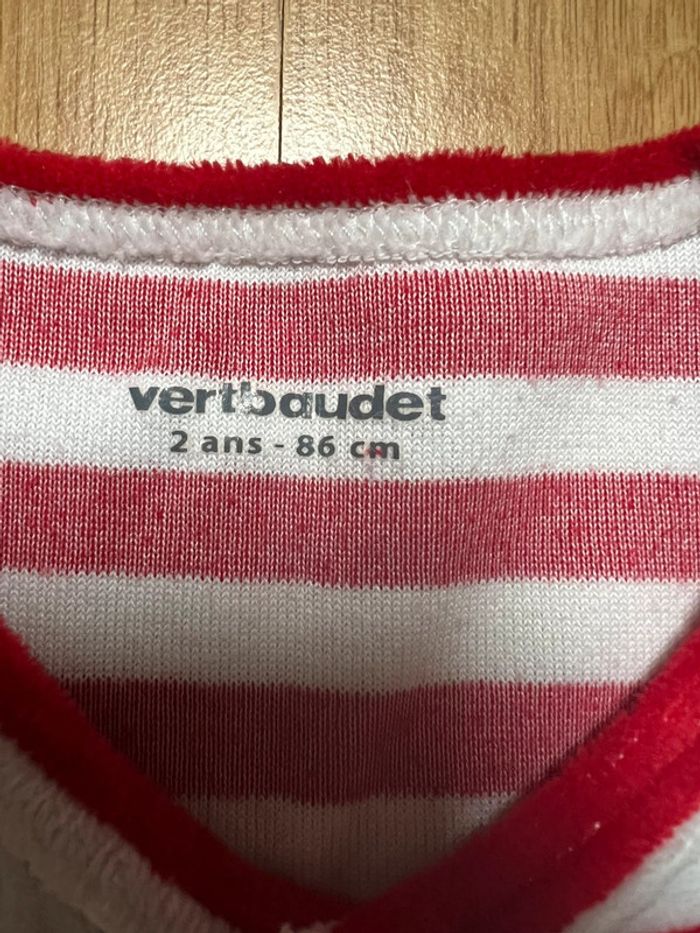 vertbaudet
2 ans - 86 cm